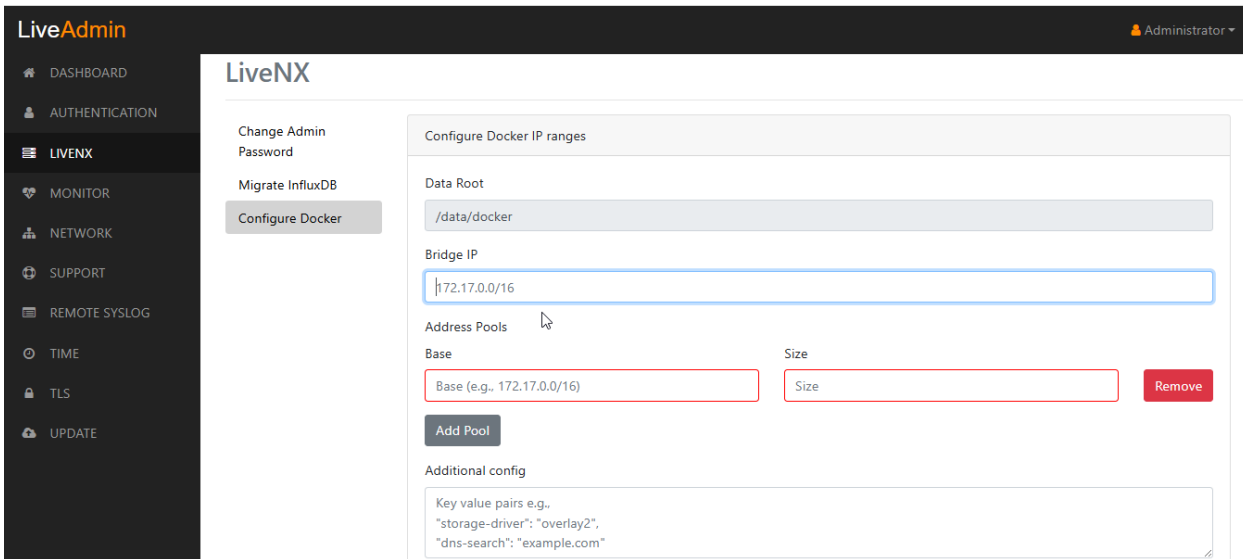 LiveAdmin
Administrator
DASHBOARD
AUTHENTICATION
LIVENX
MONITOR
NETWORK
SUPPORT
REMOTE SYSLOG
TIME
TLS
UPDATE
LiveNX
Change Admin
Password
Migrate InfluxDB
Configure Docker
Configure Docker IP ranges
Data Root
/data/docker
Bridge IP
172.17.0.0/16
Address Pools
Base
Size
Base (e.g., 172.17.0.0/16)
Size
Remove
Add Pool
Additional config
Key value pairs e.g.,
"storage-driver": "overlay2",
"dns-search": "example.com"